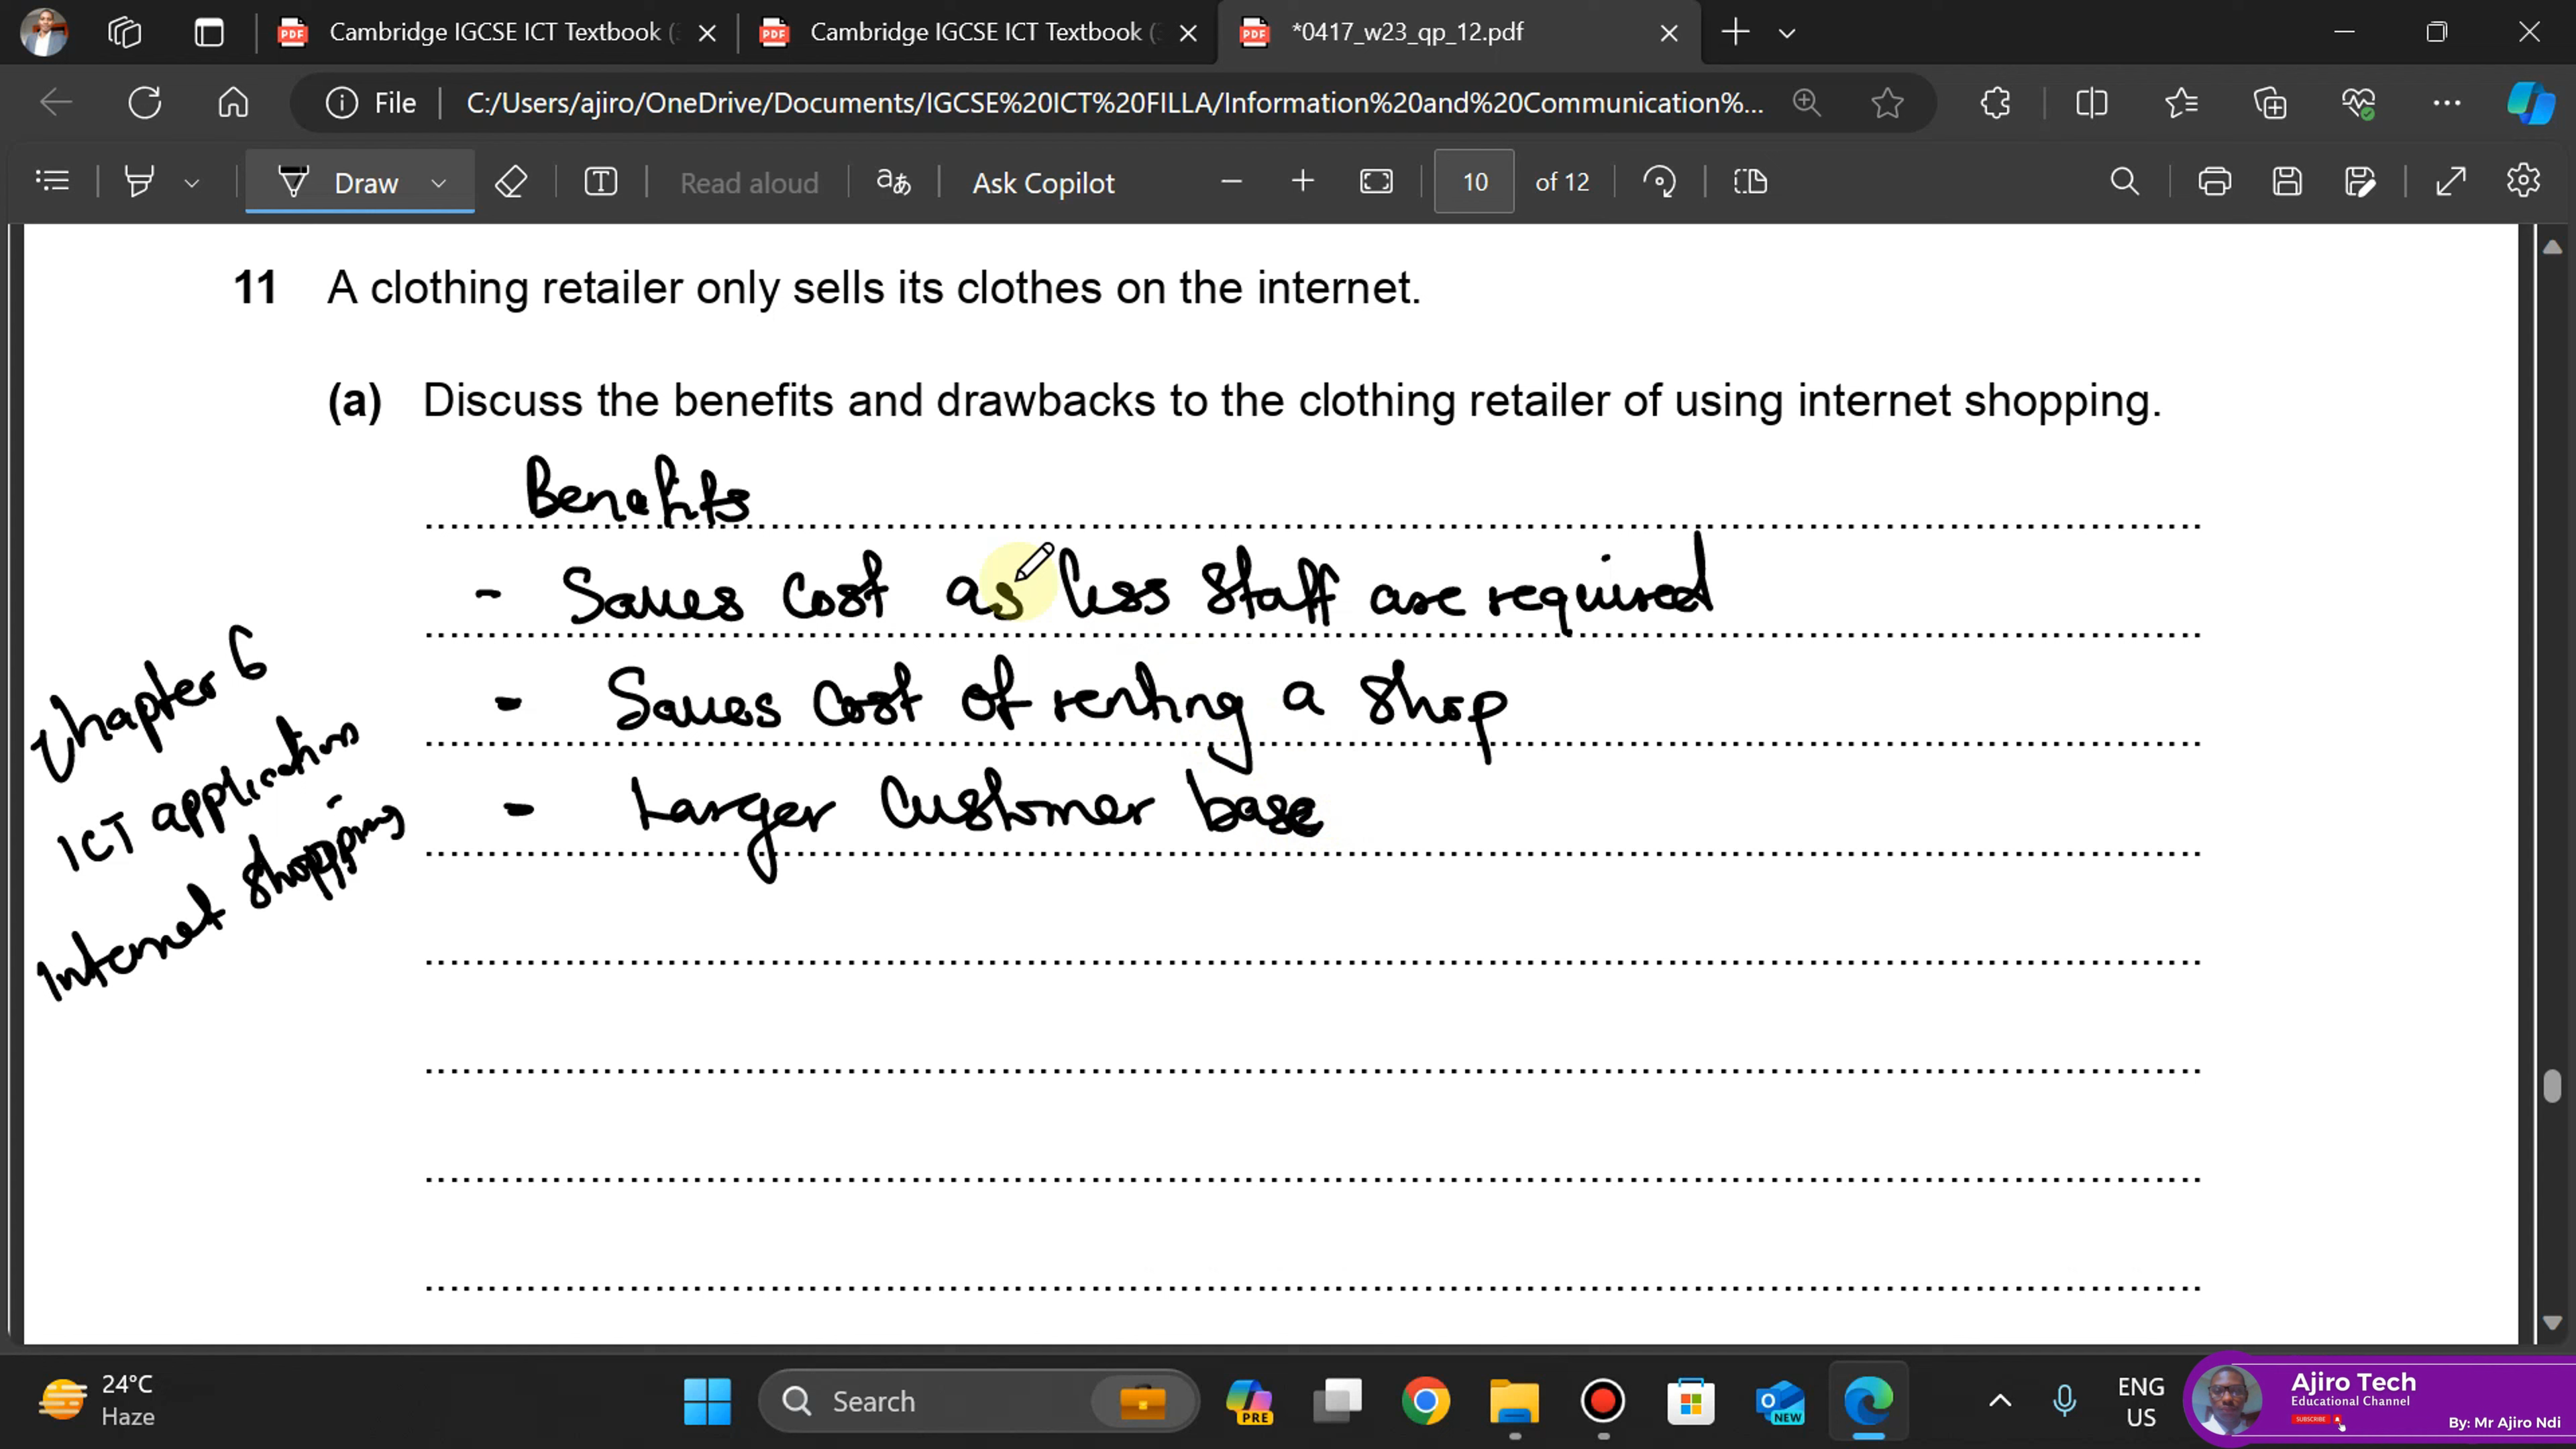 Cambridge IGCSE ICT Textbook (
Cambridge IGCSE ICT Textbook (
*0417_w23_qp_12.pdf
File
C:/Users/ajiro/OneDrive/Documents/IGCSE%20ICT%20FILLA/Information%20and%20Communication%...
Draw
Read aloud
Ask Copilot
10 of 12
11 A clothing retailer only sells its clothes on the internet.
(a) Discuss the benefits and drawbacks to the clothing retailer of using internet shopping.
Benefits
- Saves cost as less staff are required
- Saves cost of renting a shop
- Larger customer base
Chapter 6
ICT applications
Internet shopping
24°C
Haze
Search
PRE
NEW
ENG
US
Ajiro Tech
Educational Channel
SUBSCRIBE
By: Mr Ajiro Ndi